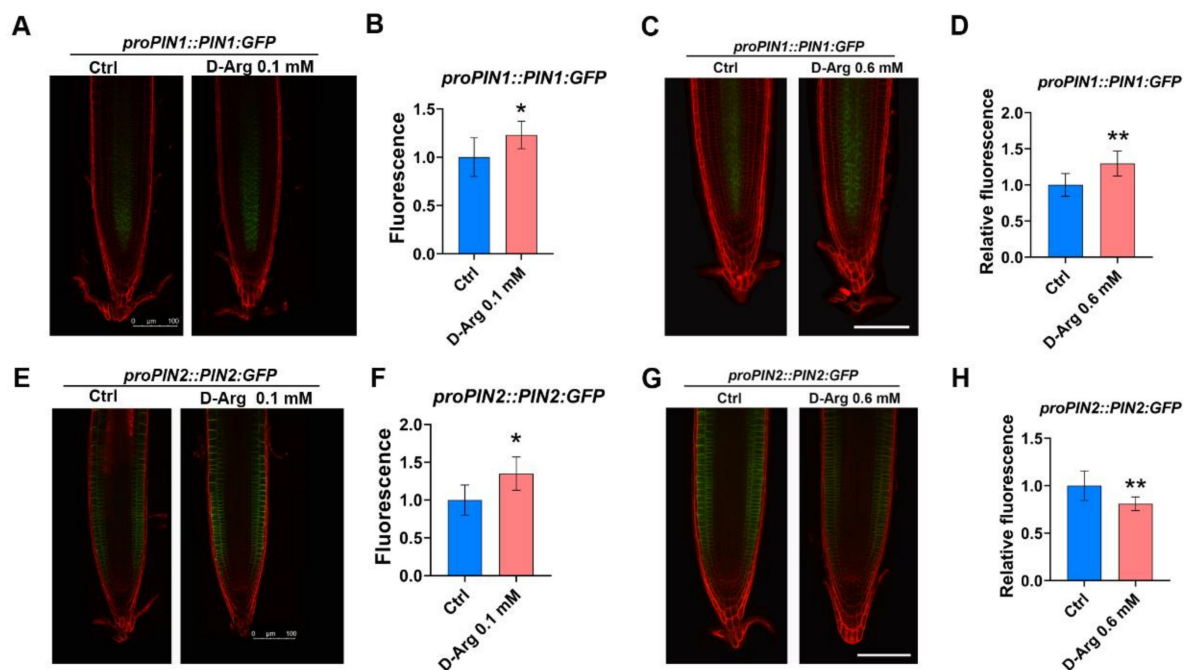 A
proPIN1::PIN1:GFP
Ctrl D-Arg 0.1 mM
0 μm 100
B
proPIN1::PIN1:GFP
Fluorescence
1.5
1.0
0.5
0.0
*
Ctrl
D-Arg 0.1 mM
C
proPIN1::PIN1:GFP
Ctrl D-Arg 0.6 mM
D
proPIN1::PIN1:GFP
Relative fluorescence
2.0
1.5
1.0
0.5
0.0
**
Ctrl
D-Arg 0.6 mM
E
proPIN2::PIN2:GFP
Ctrl D-Arg 0.1 mM
0 μm 100
F
proPIN2::PIN2:GFP
Fluorescence
2.0
1.5
1.0
0.5
0.0
*
Ctrl
D-Arg 0.1 mM
G
proPIN2::PIN2:GFP
Ctrl D-Arg 0.6 mM
H
proPIN2::PIN2:GFP
Relative fluorescence
1.5
1.0
0.5
0.0
**
Ctrl
D-Arg 0.6 mM